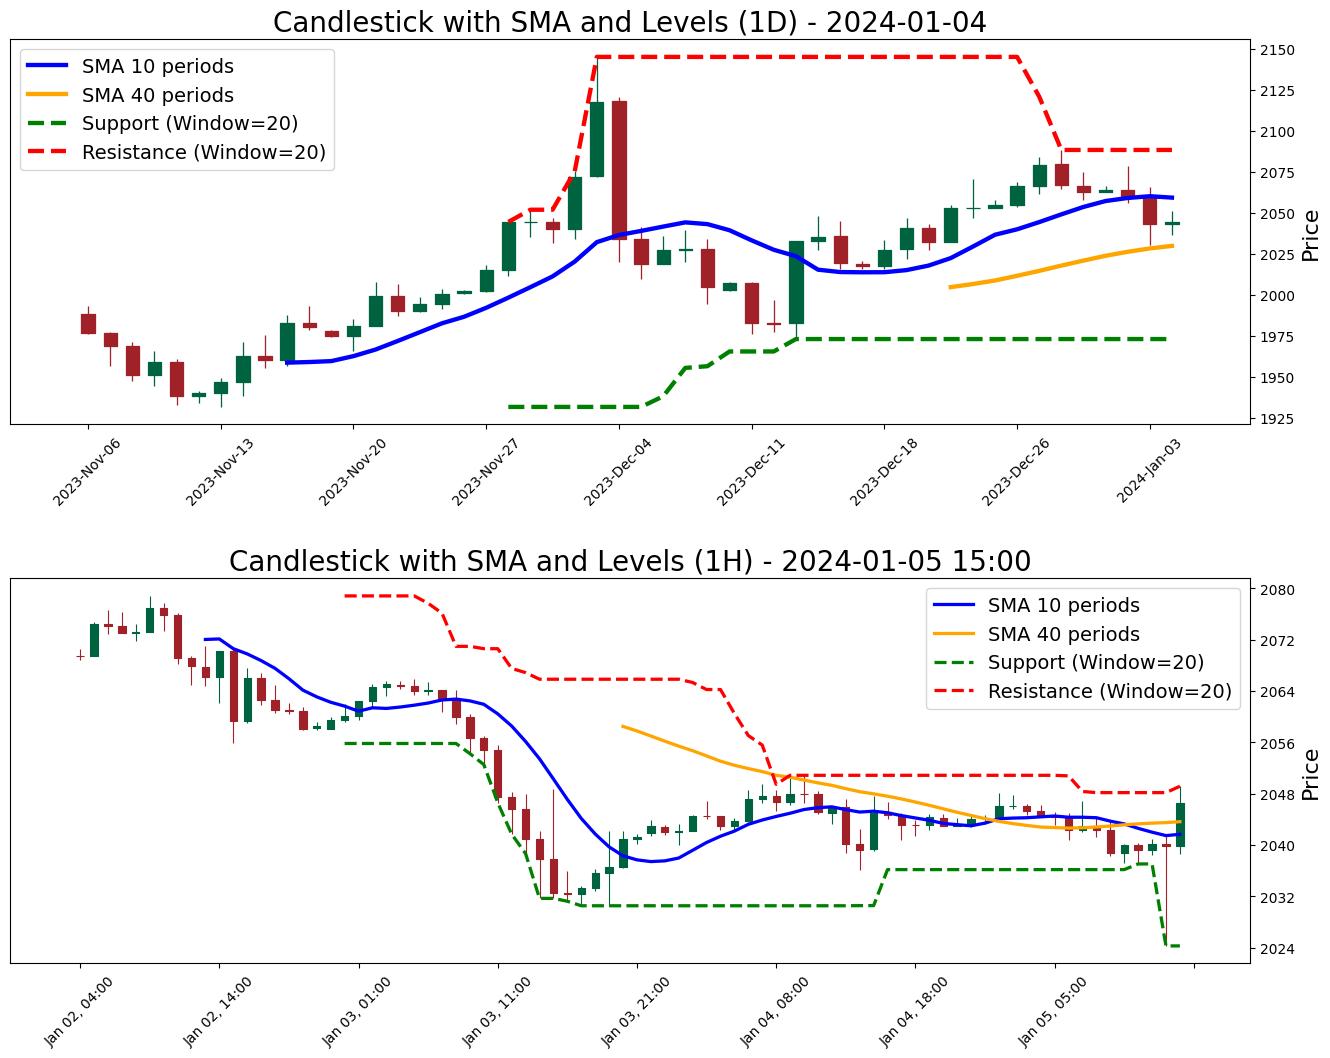 Candlestick with SMA and Levels (1D) - 2024-01-04
SMA 10 periods
SMA 40 periods
Support (Window=20)
Resistance (Window=20)
2150
2125
2100
2075
2050
2025
2000
1975
1950
1925
Price
2023-Nov-06
2023-Nov-13
2023-Nov-20
2023-Nov-27
2023-Dec-04
2023-Dec-11
2023-Dec-18
2023-Dec-26
2024-Jan-03
Candlestick with SMA and Levels (1H) - 2024-01-05 15:00
SMA 10 periods
SMA 40 periods
Support (Window=20)
Resistance (Window=20)
2080
2072
2064
2056
2048
2040
2032
2024
Price
Jan 02, 04:00
Jan 02, 14:00
Jan 03, 01:00
Jan 03, 11:00
Jan 03, 21:00
Jan 04, 08:00
Jan 04, 18:00
Jan 05, 05:00